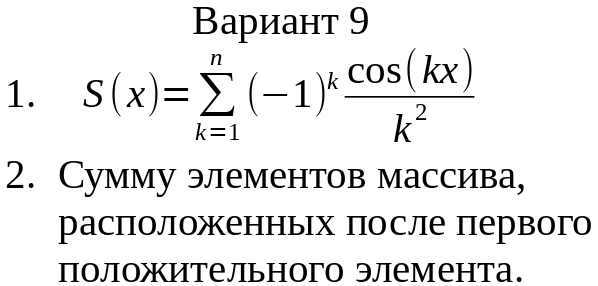 Вариант 9
1. S(x)=∑_{k=1}^{n}(−1)^k cos(kx)/k^2
2. Сумму элементов массива,
расположенных после первого
положительного элемента.